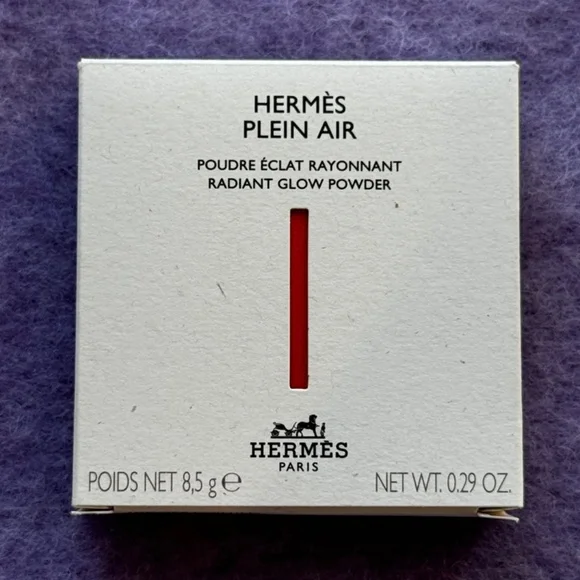 HERMÈS
PLEIN AIR
POUDRE ÉCLAT RAYONNANT
RADIANT GLOW POWDER
HERMÈS
PARIS
POIDS NET 8,5 g ℮
NET WT. 0.29 OZ.